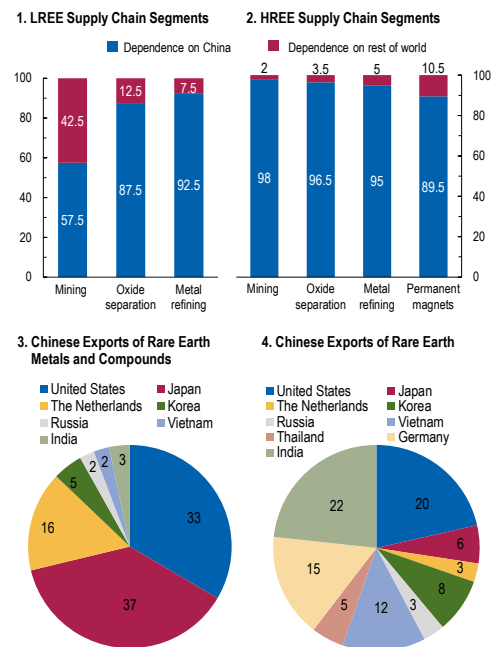 1. LREE Supply Chain Segments
2. HREE Supply Chain Segments
Dependence on China
Dependence on rest of world
100
80
60
40
20
0
42.5
57.5
12.5
87.5
7.5
92.5
Mining
Oxide
separation
Metal
refining
2
98
3.5
96.5
5
95
10.5
89.5
100
80
60
40
20
0
Mining
Oxide
separation
Metal
refining
Permanent
magnets
3. Chinese Exports of Rare Earth
Metals and Compounds
United States
Japan
The Netherlands
Korea
Russia
Vietnam
India
33
37
16
5
2
2
3
4. Chinese Exports of Rare Earth
United States
Japan
The Netherlands
Korea
Russia
Vietnam
Thailand
Germany
India
20
6
3
8
3
12
5
15
22